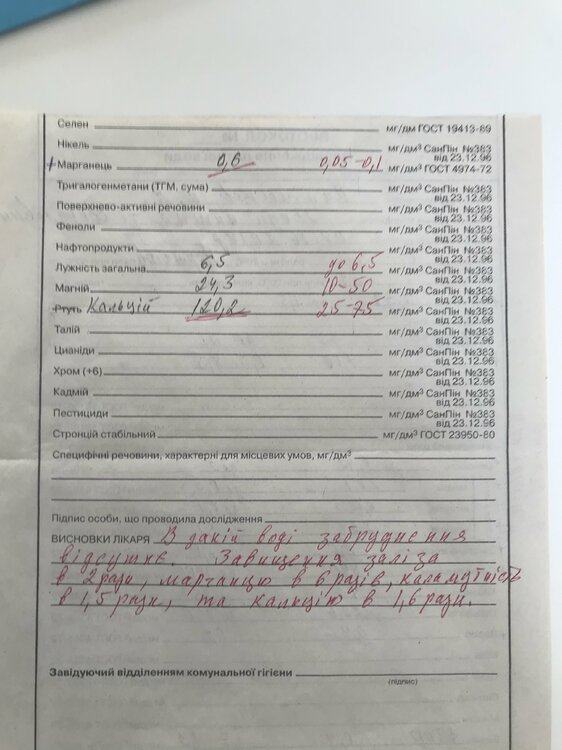 Селен мг/дм ГОСТ 19413-89
Нікель мг/дм³ СанПін №383 від 23.12.96
+ Марганець 0,6 0,05-0,1 мг/дм³ ГОСТ 4974-72
Тригалогенметани (ТГМ, сума) мг/дм³ СанПін №383 від 23.12.96
Поверхнево-активні речовини мг/дм³ СанПін №383 від 23.12.96
Феноли мг/дм³ СанПін №383 від 23.12.96
Нафтопродукти мг/дм³ СанПін №383 від 23.12.96
Лужність загальна 6,5 до 6,5 мг/дм³ СанПін №383 від 23.12.96
Магній 24,3 10-50 мг/дм³ СанПін №383 від 23.12.96
Ртуть Кальцій 120,2 25-75 мг/дм³ СанПін №383 від 23.12.96
Талій мг/дм³ СанПін №383 від 23.12.96
Цианіди мг/дм³ СанПін №383 від 23.12.96
Хром (+6) мг/дм³ СанПін №383 від 23.12.96
Кадмій мг/дм³ СанПін №383 від 23.12.96
Пестициди мг/дм³ СанПін №383 від 23.12.96
Стронцій стабільний мг/дм³ ГОСТ 23950-80
Специфічні речовини, характерні для місцевих умов, мг/дм³
Підпис особи, що проводила дослідження
ВИСНОВКИ ЛІКАРЯ В даній воді забруднення
відсутнє. Завищення заліза
в 2 рази, марганцю в 6 разів, каламутність
в 1,5 рази, та кальцію в 1,6 рази.
Завідуючий відділенням комунальної гігієни
(підпис)